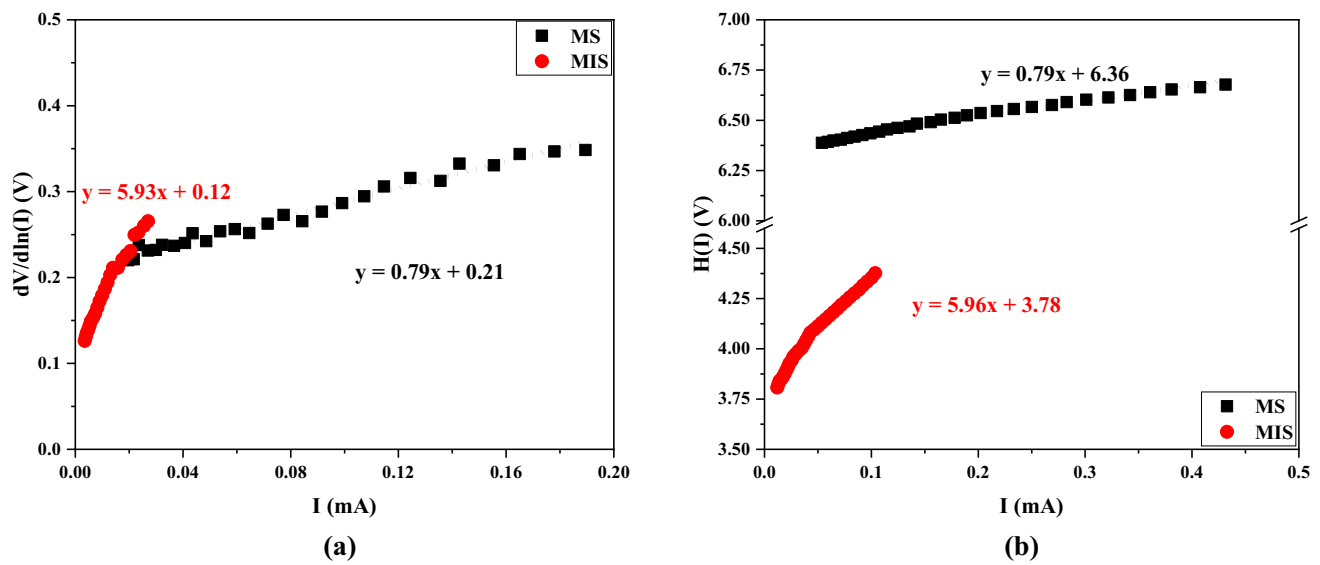 0.5
0.4
0.3
0.2
0.1
0.0
dV/dln(I) (V)
MS
MIS
y = 5.93x + 0.12
y = 0.79x + 0.21
0.00 0.04 0.08 0.12 0.16 0.20
I (mA)
(a)
7.00
6.75
6.50
6.25
6.00
4.50
4.25
4.00
3.75
3.50
H(I) (V)
y = 0.79x + 6.36
y = 5.96x + 3.78
MS
MIS
0.0 0.1 0.2 0.3 0.4 0.5
I (mA)
(b)